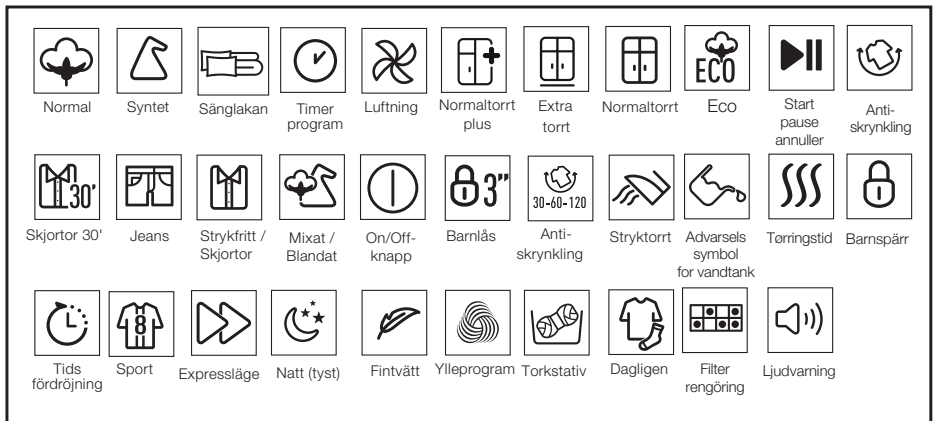 ECO
Normal
Syntet
Sänglakan
Timer
program
Luftning
Normaltorrt
plus
Extra
torrt
Normaltorrt
Eco
Start
pause
annuller
Anti-
skrynkling
30'
3"
30-60-120
Skjortor 30'
Jeans
Strykfritt /
Skjortor
Mixat /
Blandat
On/Off-
knapp
Barnlås
Anti-
skrynkling
Stryktorrt
Advarsels
symbol
for vandtank
Tørringstid
Barnspärr
8
Tids
fördröjning
Sport
Expressläge
Natt (tyst)
Fintvätt
Ylleprogram
Torkstativ
Dagligen
Filter
rengöring
Ljudvarning